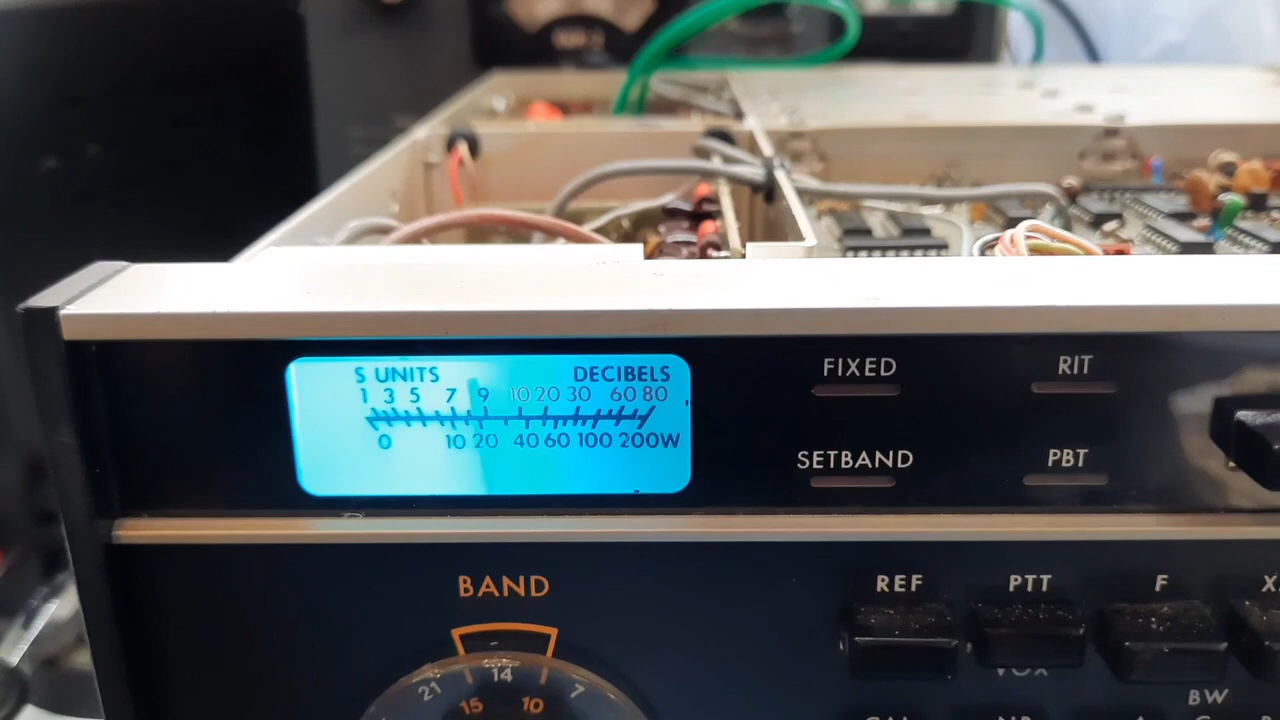 S UNITS DECIBELS
1 3 5 7 9 10 20 30 60 80
0 10 20 40 60 100 200W
FIXED RIT
SETBAND PBT
BAND
REF PTT F
VOX
21 14 7
15 10
BW